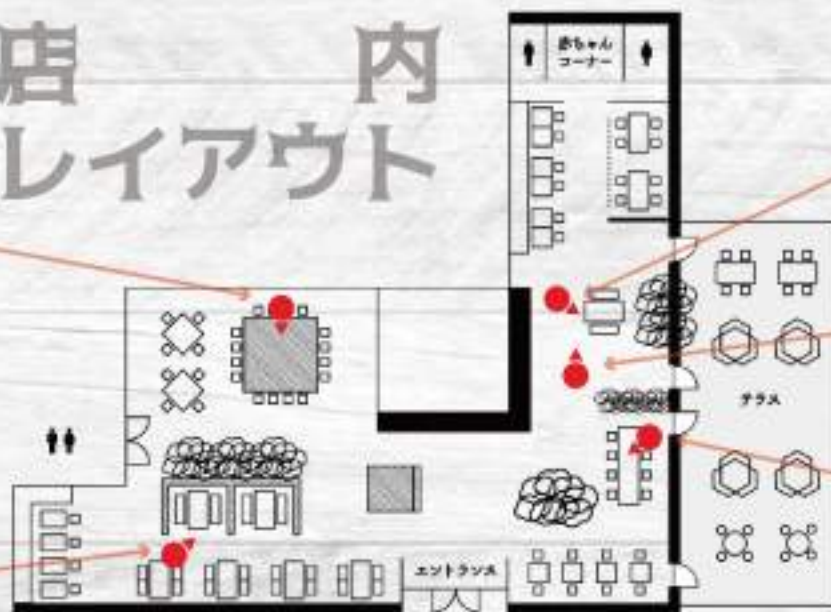 店 内
レイアウト
赤ちゃん
コーナー
テラス
エントランス